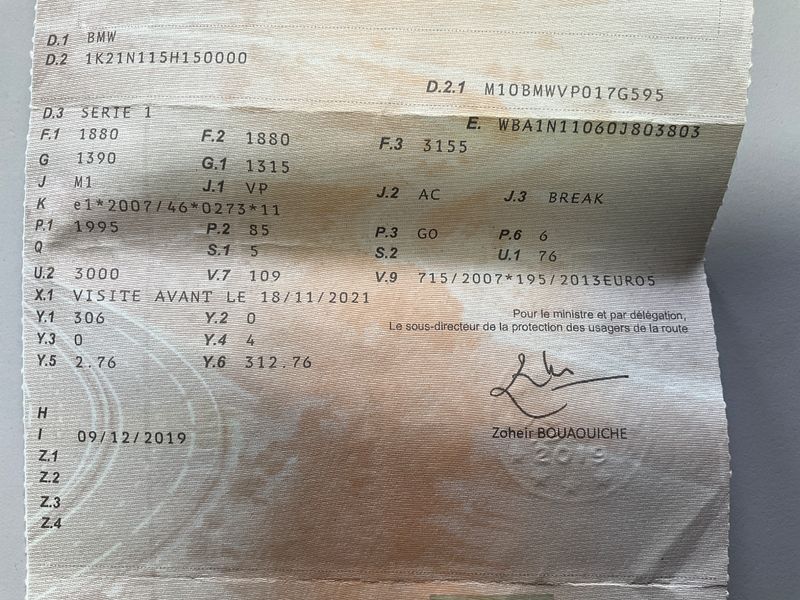 D.1 BMW
D.2 1K21N115H150000
D.2.1 M10BMWVP017G595
D.3 SERIE 1
E. WBA1N11060J803803
F.1 1880 F.2 1880 F.3 3155
G 1390 G.1 1315
J M1 J.1 VP J.2 AC J.3 BREAK
K e1*2007/46*0273*11
P.1 1995 P.2 85 P.3 GO P.6 6
Q S.1 5 S.2 U.1 76
U.2 3000 V.7 109 V.9 715/2007*195/2013EURO5
X.1 VISITE AVANT LE 18/11/2021
Y.1 306 Y.2 0
Y.3 0 Y.4 4
Y.5 2.76 Y.6 312.76
Pour le ministre et par délégation,
Le sous-directeur de la protection des usagers de la route
Zoheir BOUAOUICHE
2019
H
I 09/12/2019
Z.1
Z.2
Z.3
Z.4